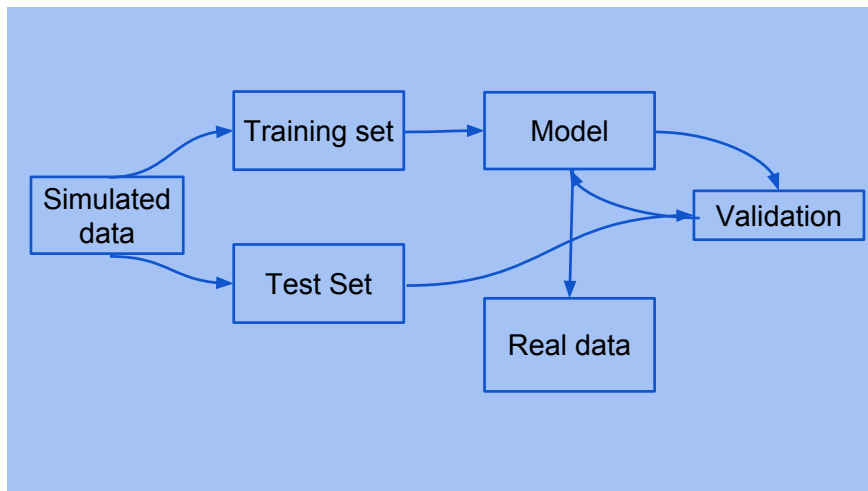 Training set
Model
Simulated
data
Validation
Test Set
Real data